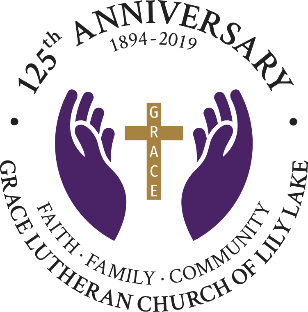 125th ANNIVERSARY
1894-2019
GRACE
FAITH · FAMILY · COMMUNITY
GRACE LUTHERAN CHURCH OF LILY LAKE